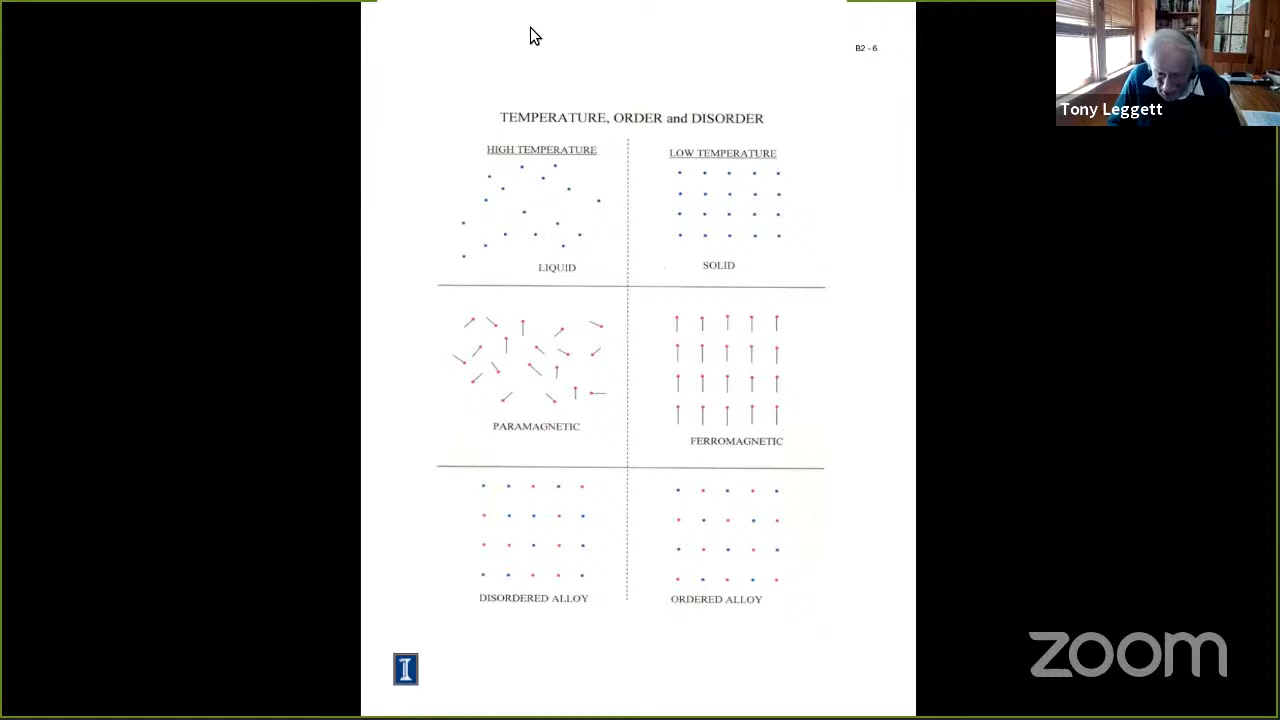 B2 - 6
Tony Leggett
TEMPERATURE, ORDER and DISORDER
HIGH TEMPERATURE
LOW TEMPERATURE
LIQUID
SOLID
PARAMAGNETIC
FERROMAGNETIC
DISORDERED ALLOY
ORDERED ALLOY
I
zoom